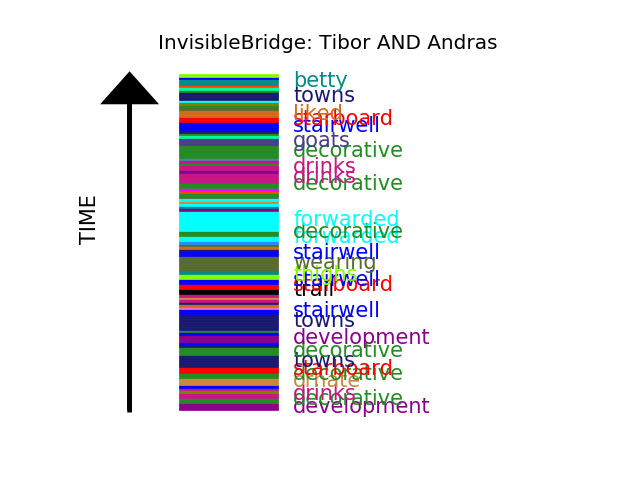 InvisibleBridge: Tibor AND Andras
betty
towns
liked
starboard
stairwell
goats
decorative
drinks
drinks
decorative
TIME
forwarded
decorative
forwarded
stairwell
wearing
thighs
stairwell
starboard
trail
stairwell
towns
development
decorative
towns
starboard
decorative
ornate
drinks
decorative
development